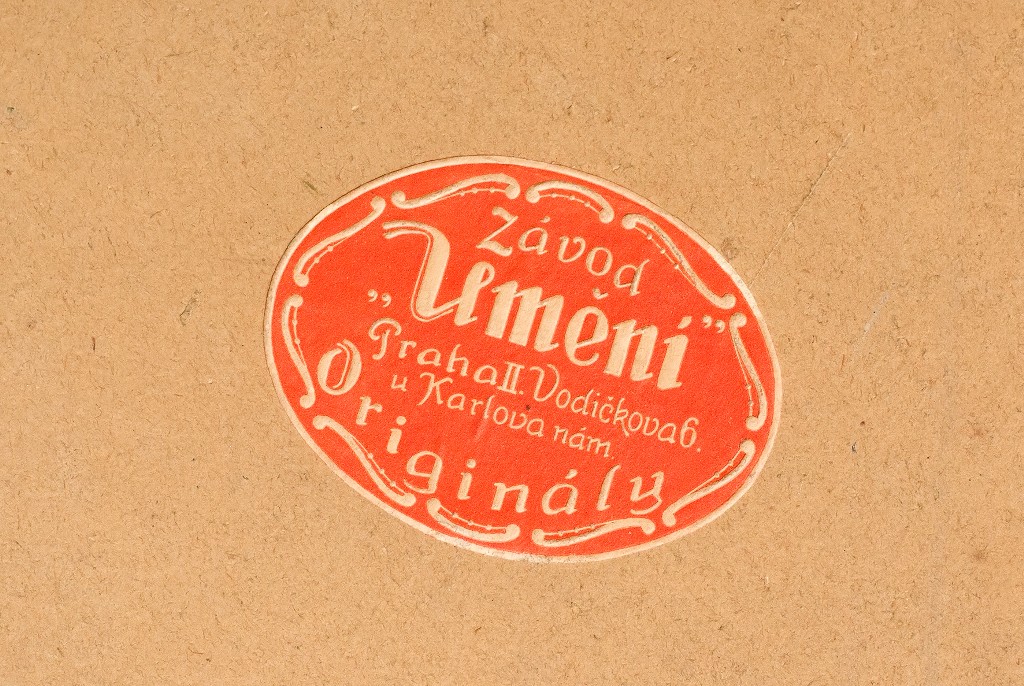 Závod
„Umění”
Praha II. Vodičkova 6.
u Karlova nám.
Originály